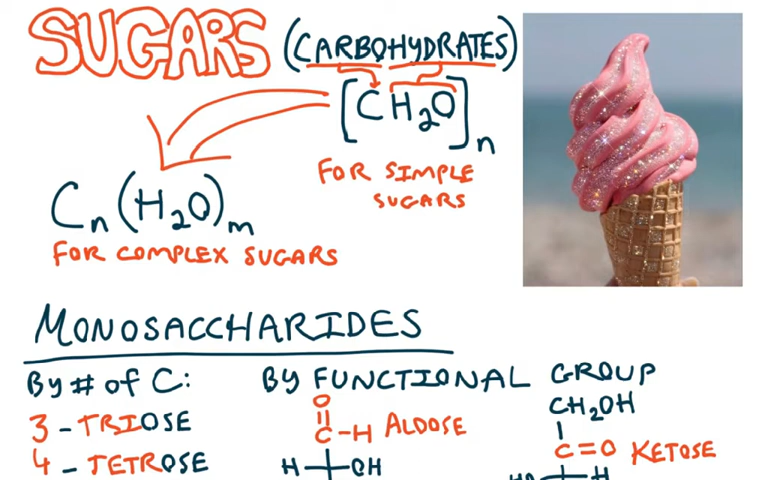 SUGARS (CARBOHYDRATES)
[CH₂O]n
FOR SIMPLE
SUGARS
Cn(H₂O)m
FOR COMPLEX SUGARS
MONOSACCHARIDES
BY # OF C:
3 - TRIOSE
4 - TETROSE
BY FUNCTIONAL GROUP
O
C-H ALDOSE
H OH
CH₂OH
C=O KETOSE
HO H